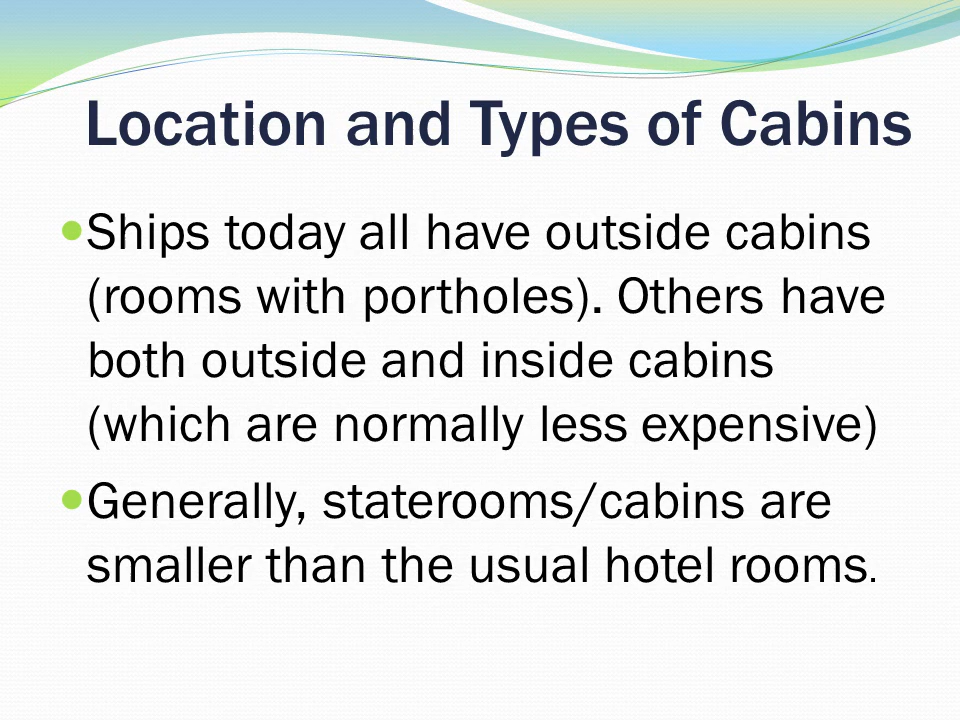 Location and Types of Cabins
Ships today all have outside cabins
(rooms with portholes). Others have
both outside and inside cabins
(which are normally less expensive)
Generally, staterooms/cabins are
smaller than the usual hotel rooms.